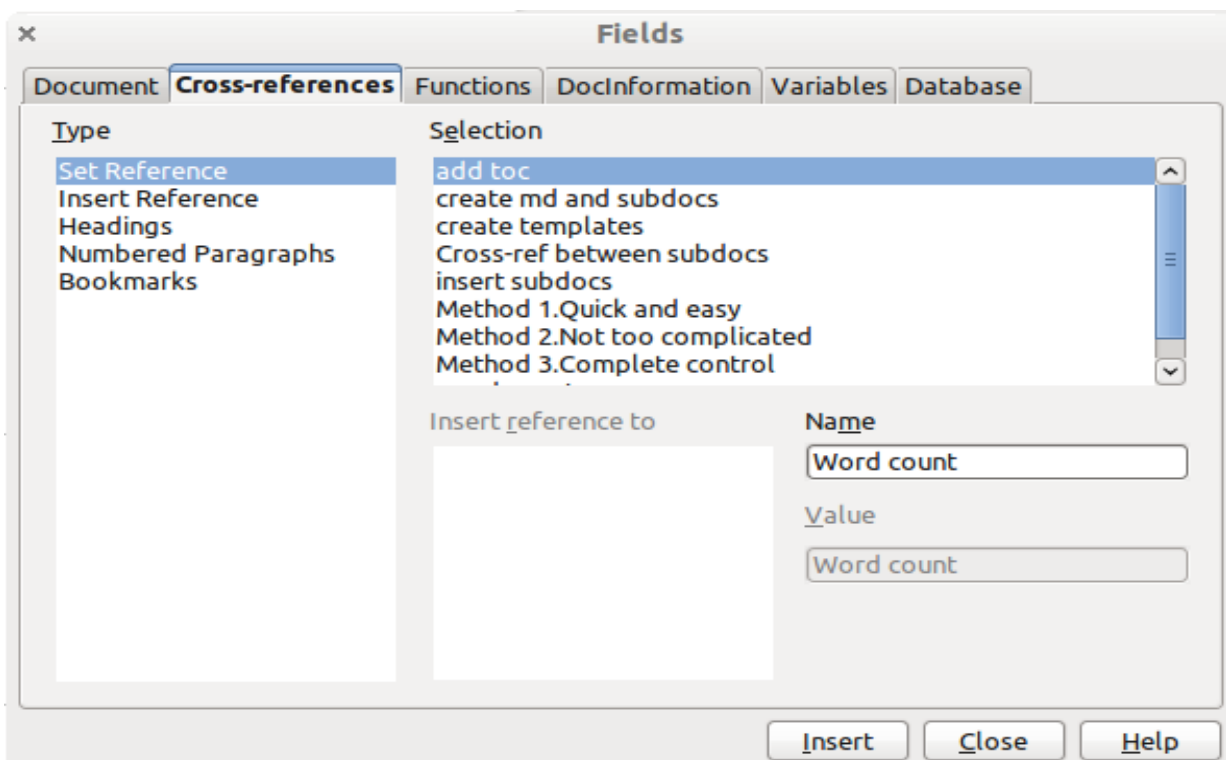 Fields
Document Cross-references Functions DocInformation Variables Database
Type
Set Reference
Insert Reference
Headings
Numbered Paragraphs
Bookmarks
Selection
add toc
create md and subdocs
create templates
Cross-ref between subdocs
insert subdocs
Method 1.Quick and easy
Method 2.Not too complicated
Method 3.Complete control
Insert reference to
Name
Word count
Value
Word count
Insert Close Help